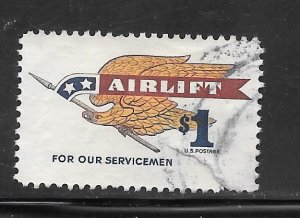 AIRLIFT
$1
U.S. POSTAGE
FOR OUR SERVICEMEN